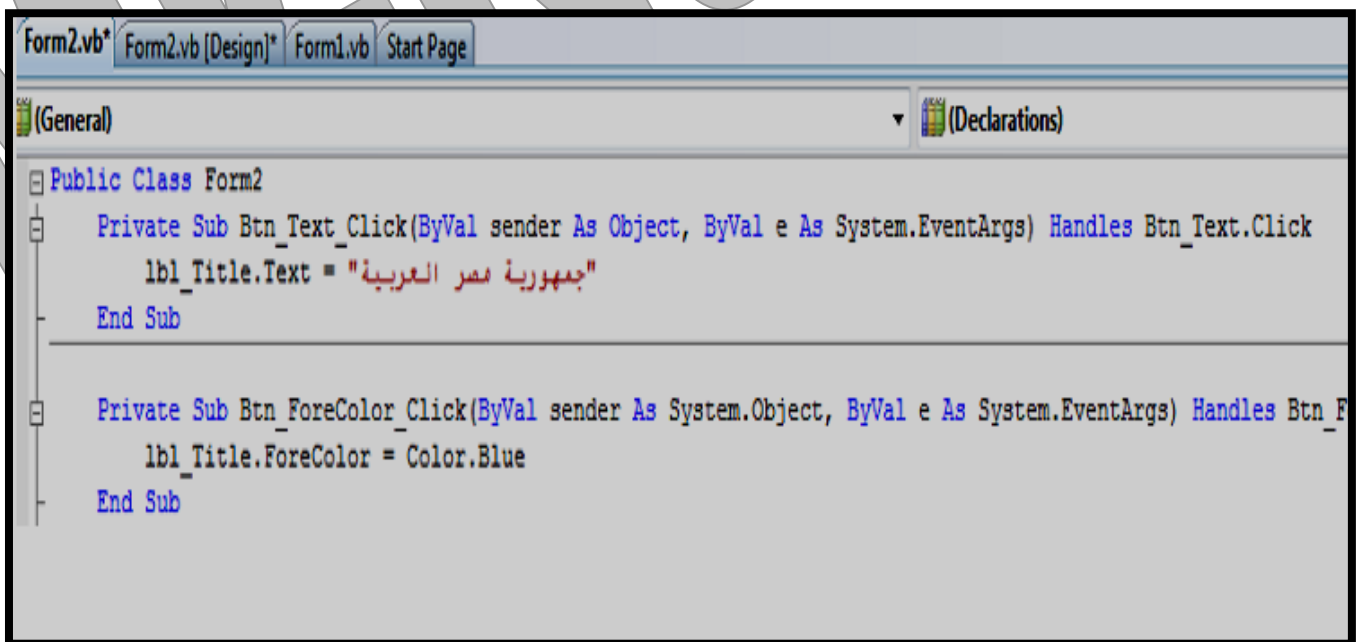 Form2.vb* Form2.vb [Design]* Form1.vb Start Page
(General) (Declarations)
Public Class Form2
Private Sub Btn_Text_Click(ByVal sender As Object, ByVal e As System.EventArgs) Handles Btn_Text.Click
lbl_Title.Text = "جمهورية مصر العربية"
End Sub
Private Sub Btn_ForeColor_Click(ByVal sender As System.Object, ByVal e As System.EventArgs) Handles Btn_F
lbl_Title.ForeColor = Color.Blue
End Sub